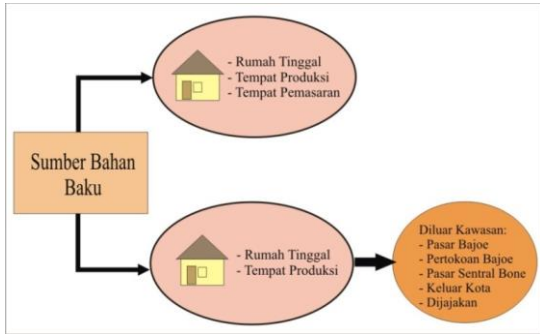 - Rumah Tinggal
- Tempat Produksi
- Tempat Pemasaran
Sumber Bahan
Baku
- Rumah Tinggal
- Tempat Produksi
Diluar Kawasan:
- Pasar Bajoe
- Pertokoan Bajoe
- Pasar Sentral Bone
- Keluar Kota
- Dijajakan